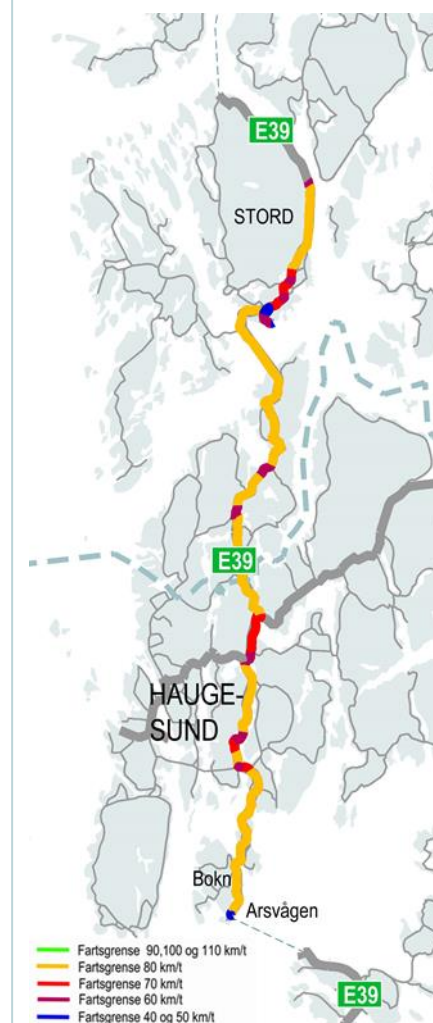 E39
STORD
E39
HAUGE-
SUND
Bokn
Arsvågen
Fartsgrense 90,100 og 110 km/t
Fartsgrense 80 km/t
Fartsgrense 70 km/t
Fartsgrense 60 km/t
Fartsgrense 40 og 50 km/t
E39